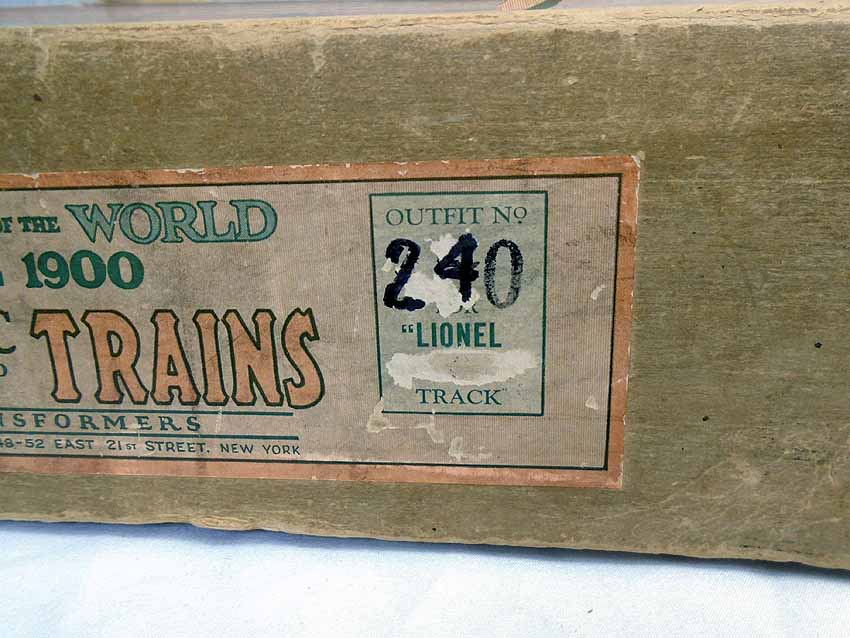 OF THE WORLD
1900
TRAINS
NSFORMERS
48-52 EAST 21ST STREET, NEW YORK
OUTFIT NO
240
"LIONEL
TRACK